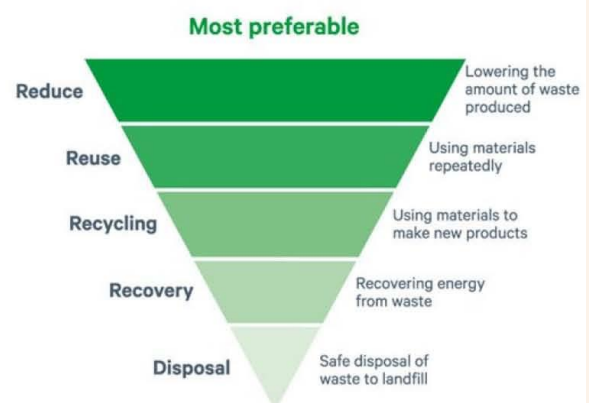 Most preferable
Reduce
Lowering the
amount of waste
produced
Reuse
Using materials
repeatedly
Recycling
Using materials to
make new products
Recovery
Recovering energy
from waste
Disposal
Safe disposal of
waste to landfill